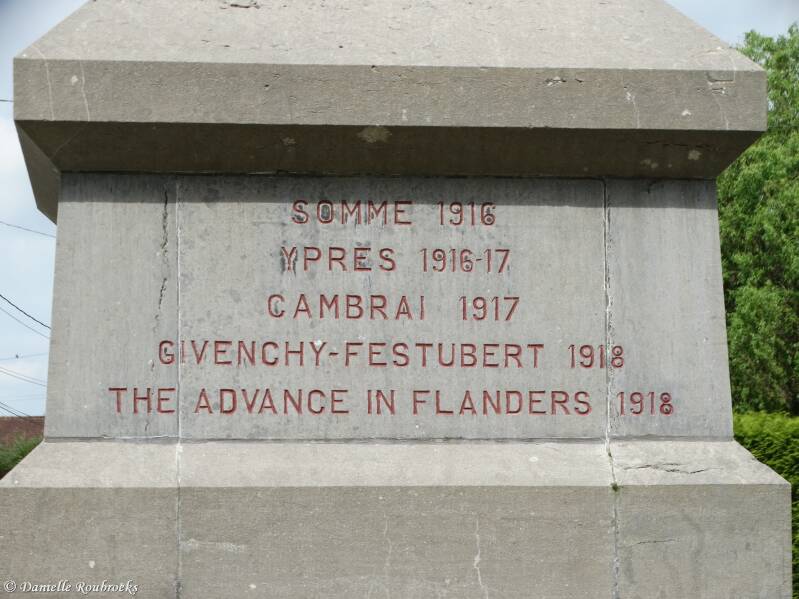 SOMME 1916
YPRES 1916-17
CAMBRAI 1917
GIVENCHY-FESTUBERT 1918
THE ADVANCE IN FLANDERS 1918
© Danielle Roubroeks